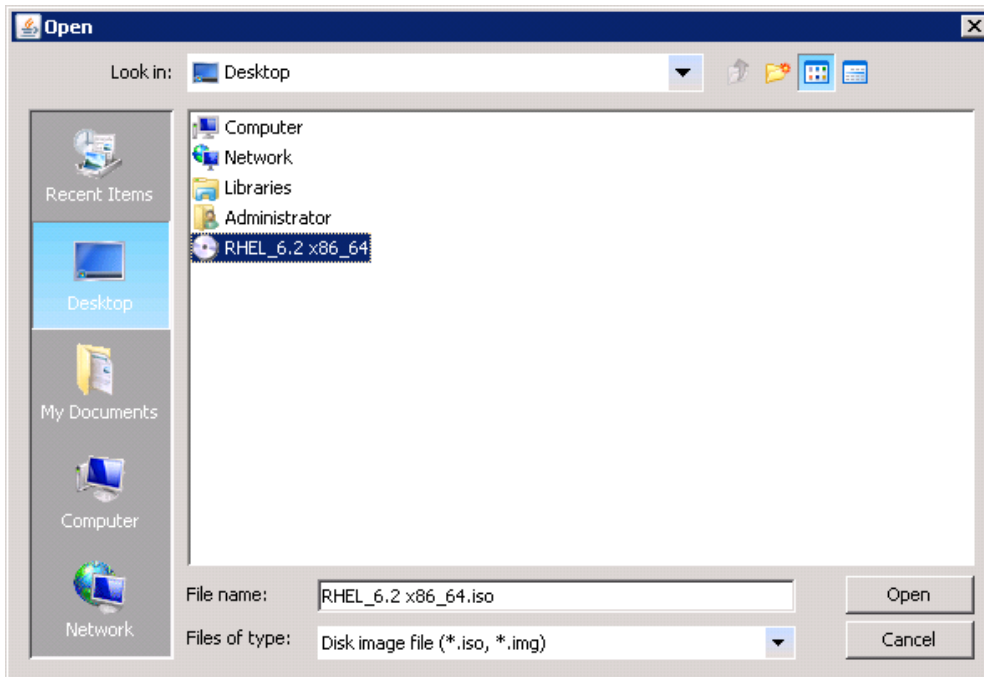 Open
Look in:
Desktop
Recent Items
Desktop
My Documents
Computer
Network
Computer
Network
Libraries
Administrator
RHEL_6.2 x86_64
File name:
RHEL_6.2 x86_64.iso
Open
Files of type:
Disk image file (*.iso, *.img)
Cancel